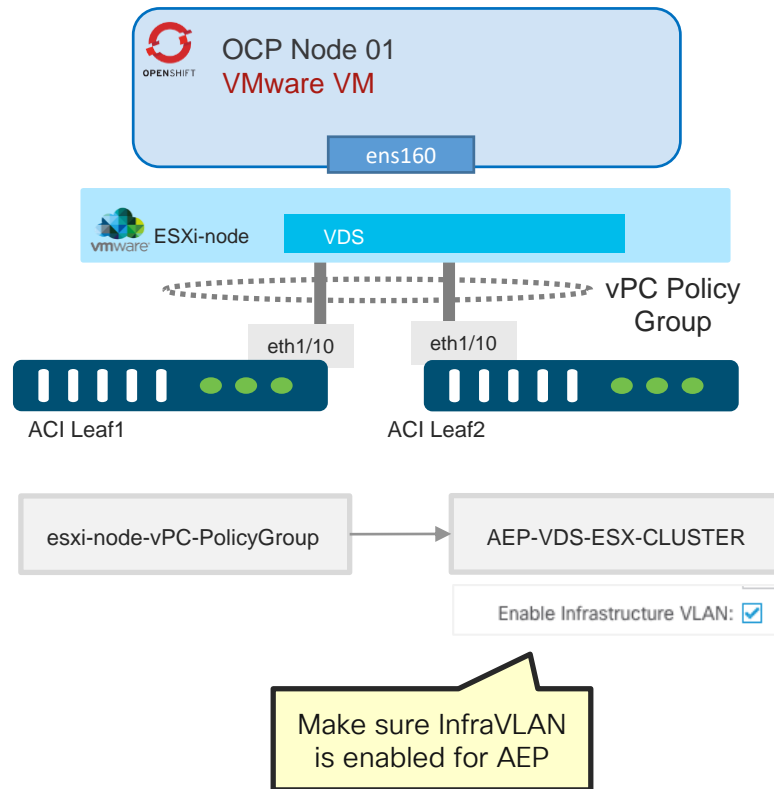 OPENSHIFT
OCP Node 01
VMware VM
ens160
vmware
ESXi-node
VDS
vPC Policy
Group
eth1/10
eth1/10
ACI Leaf1
ACI Leaf2
esxi-node-vPC-PolicyGroup
AEP-VDS-ESX-CLUSTER
Enable Infrastructure VLAN:
Make sure InfraVLAN
is enabled for AEP